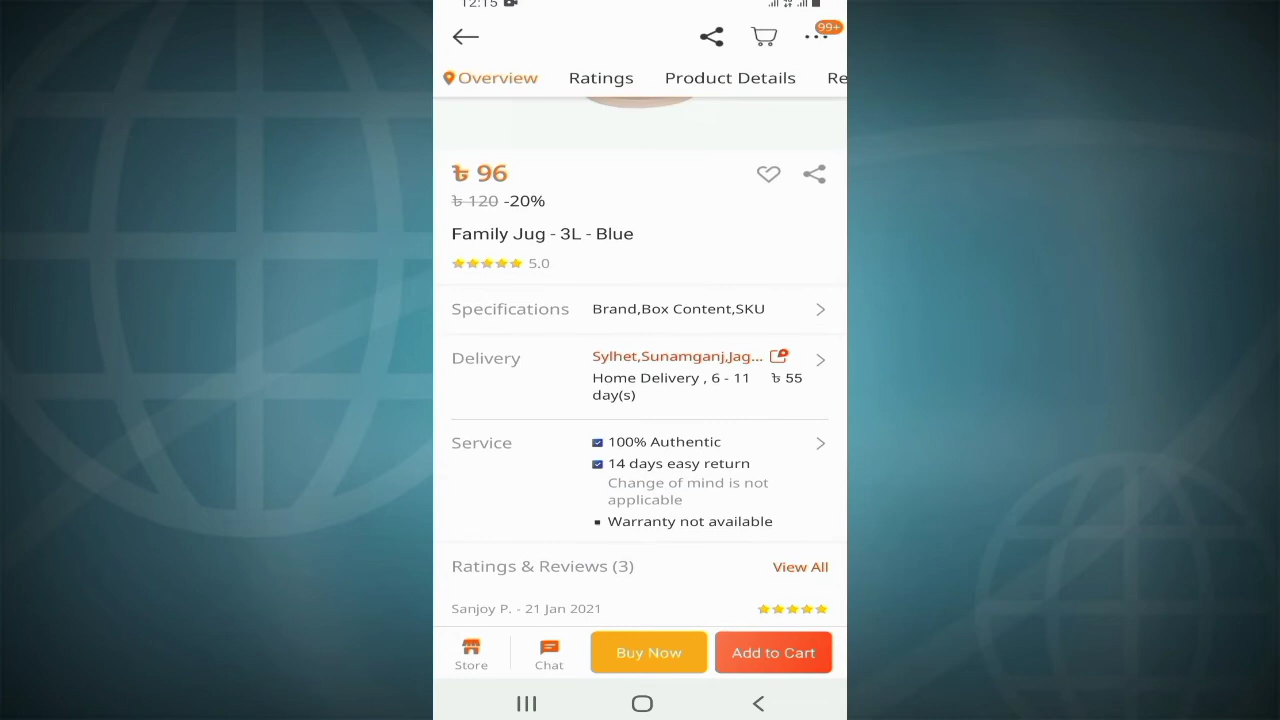 12:15
99+
Overview Ratings Product Details Re
৳ 96
৳ 120 -20%
Family Jug - 3L - Blue
5.0
Specifications Brand,Box Content,SKU
Delivery Sylhet,Sunamganj,Jag...
Home Delivery , 6 - 11 ৳ 55
day(s)
Service 100% Authentic
14 days easy return
Change of mind is not
applicable
Warranty not available
Ratings & Reviews (3) View All
Sanjoy P. - 21 Jan 2021
Store Chat Buy Now Add to Cart